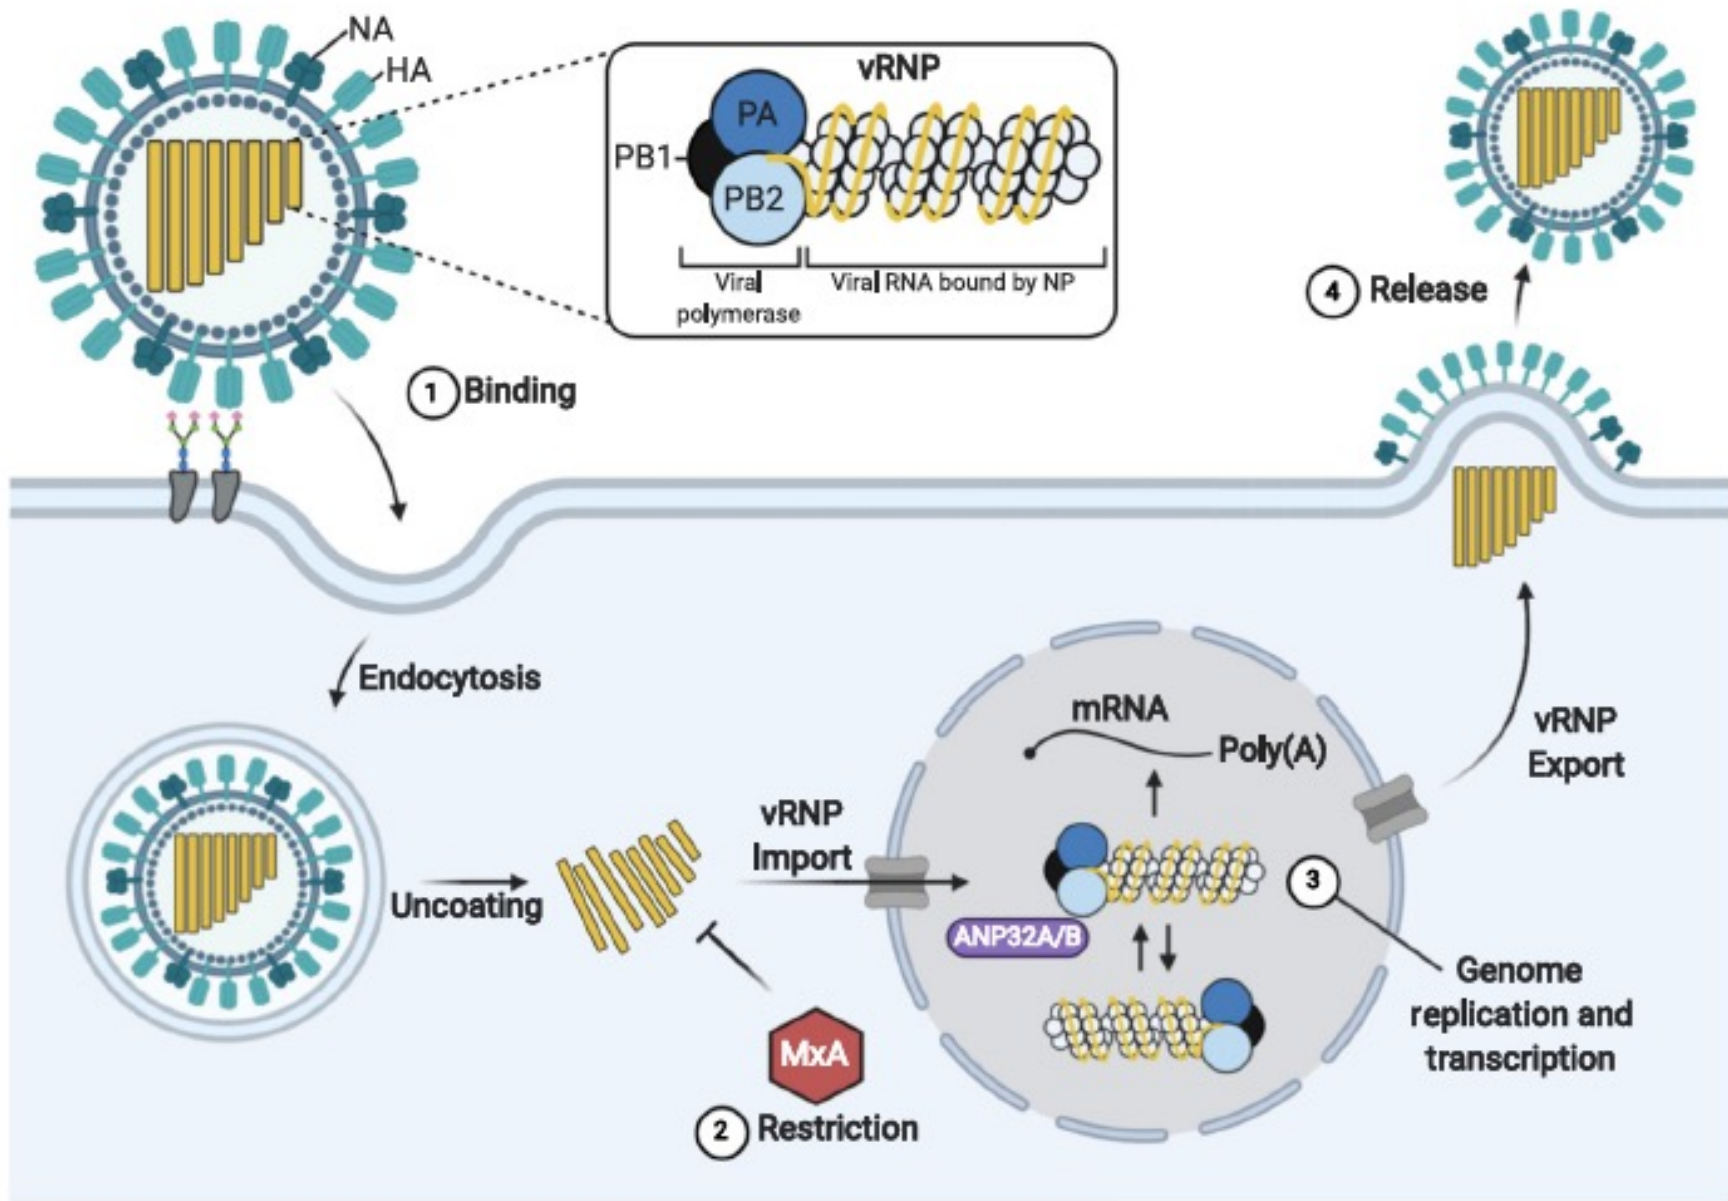 NA
HA
vRNP
PA
PB1
PB2
Viral
polymerase
Viral RNA bound by NP
1 Binding
4 Release
Endocytosis
mRNA
Poly(A)
vRNP
Export
vRNP
Import
Uncoating
3
ANP32A/B
Genome
replication and
transcription
MxA
2 Restriction